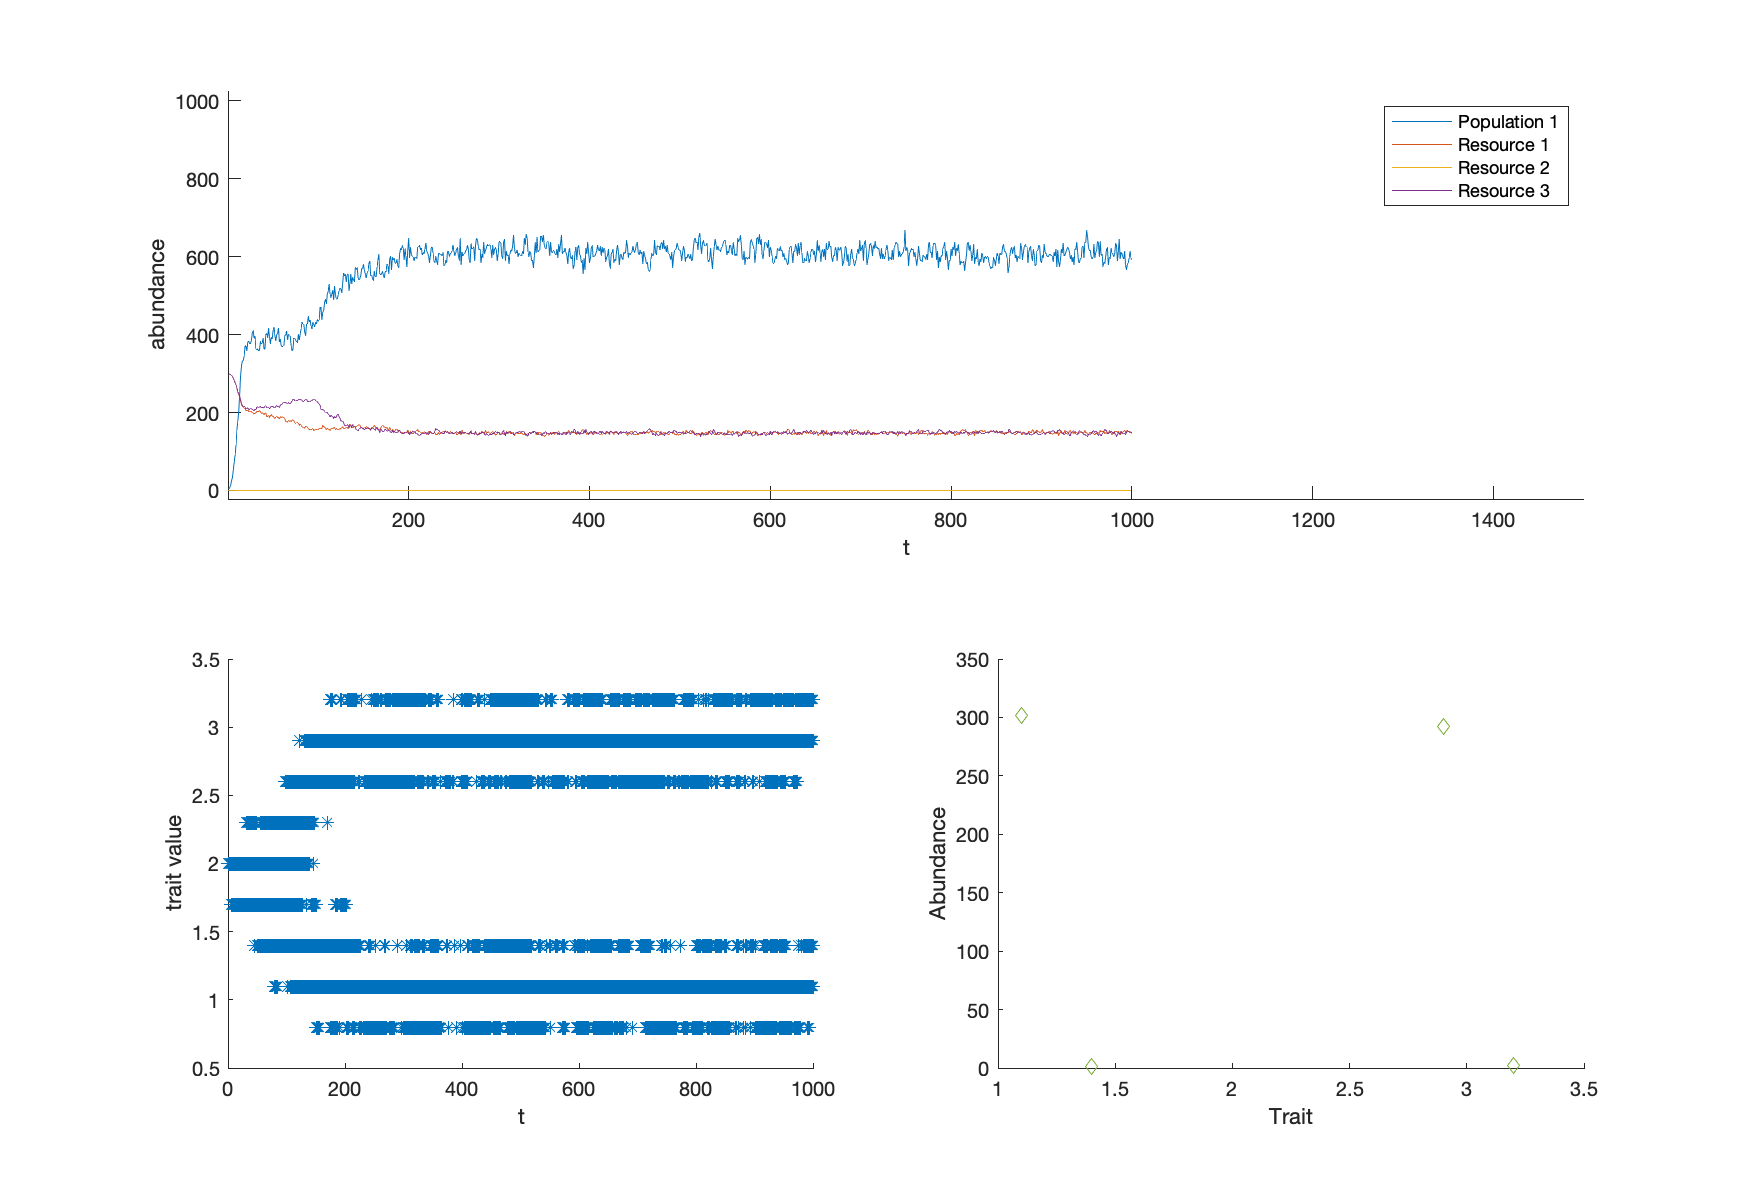 1000
800
600
400
200
0
abundance
200 400 600 800 1000 1200 1400
t
Population 1
Resource 1
Resource 2
Resource 3
3.5
3
2.5
2
1.5
1
0.5
trait value
0 200 400 600 800 1000
t
350
300
250
200
150
100
50
0
Abundance
1 1.5 2 2.5 3 3.5
Trait